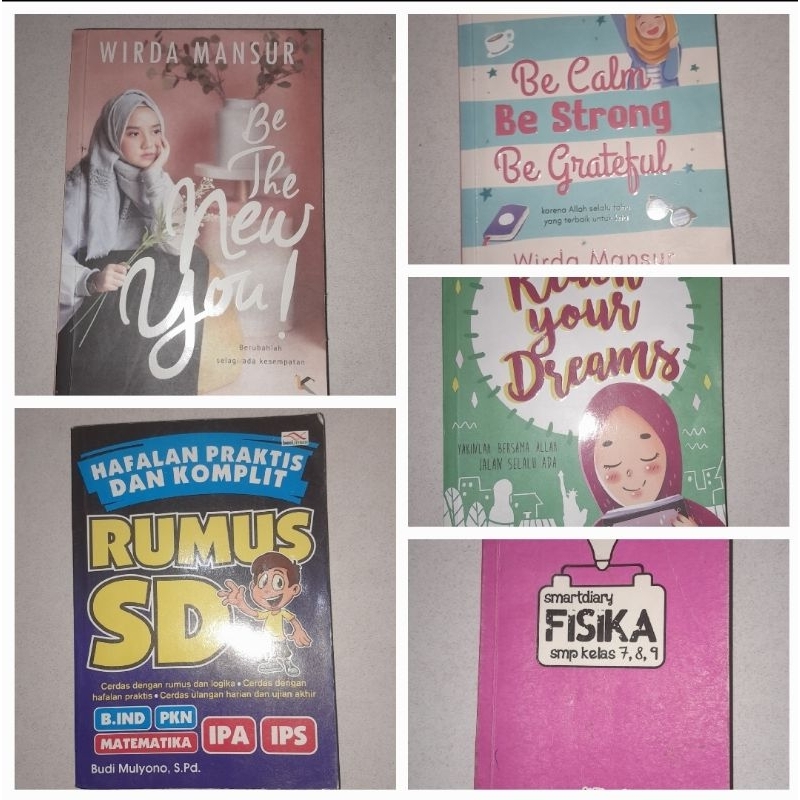 WIRDA MANSUR
Be
The
New
You!
Berubahlah
selagi ada kesempatan
Be Calm
Be Strong
Be Grateful
karena Allah selalu
yang terbaik untuk
Wirda Mansur
Reach
your
Dreams
YAKINLAH BERSAMA ALLAH
JALAN SELALU ADA
HAFALAN PRAKTIS
DAN KOMPLIT
RUMUS
SD
Cerdas dengan rumus dan logika • Cerdas dengan
hafalan praktis • Cerdas ulangan harian dan ujian akhir
B.IND PKN
MATEMATIKA IPA IPS
Budi Mulyono, S.Pd.
smartdiary
FISIKA
smp kelas 7, 8, 9